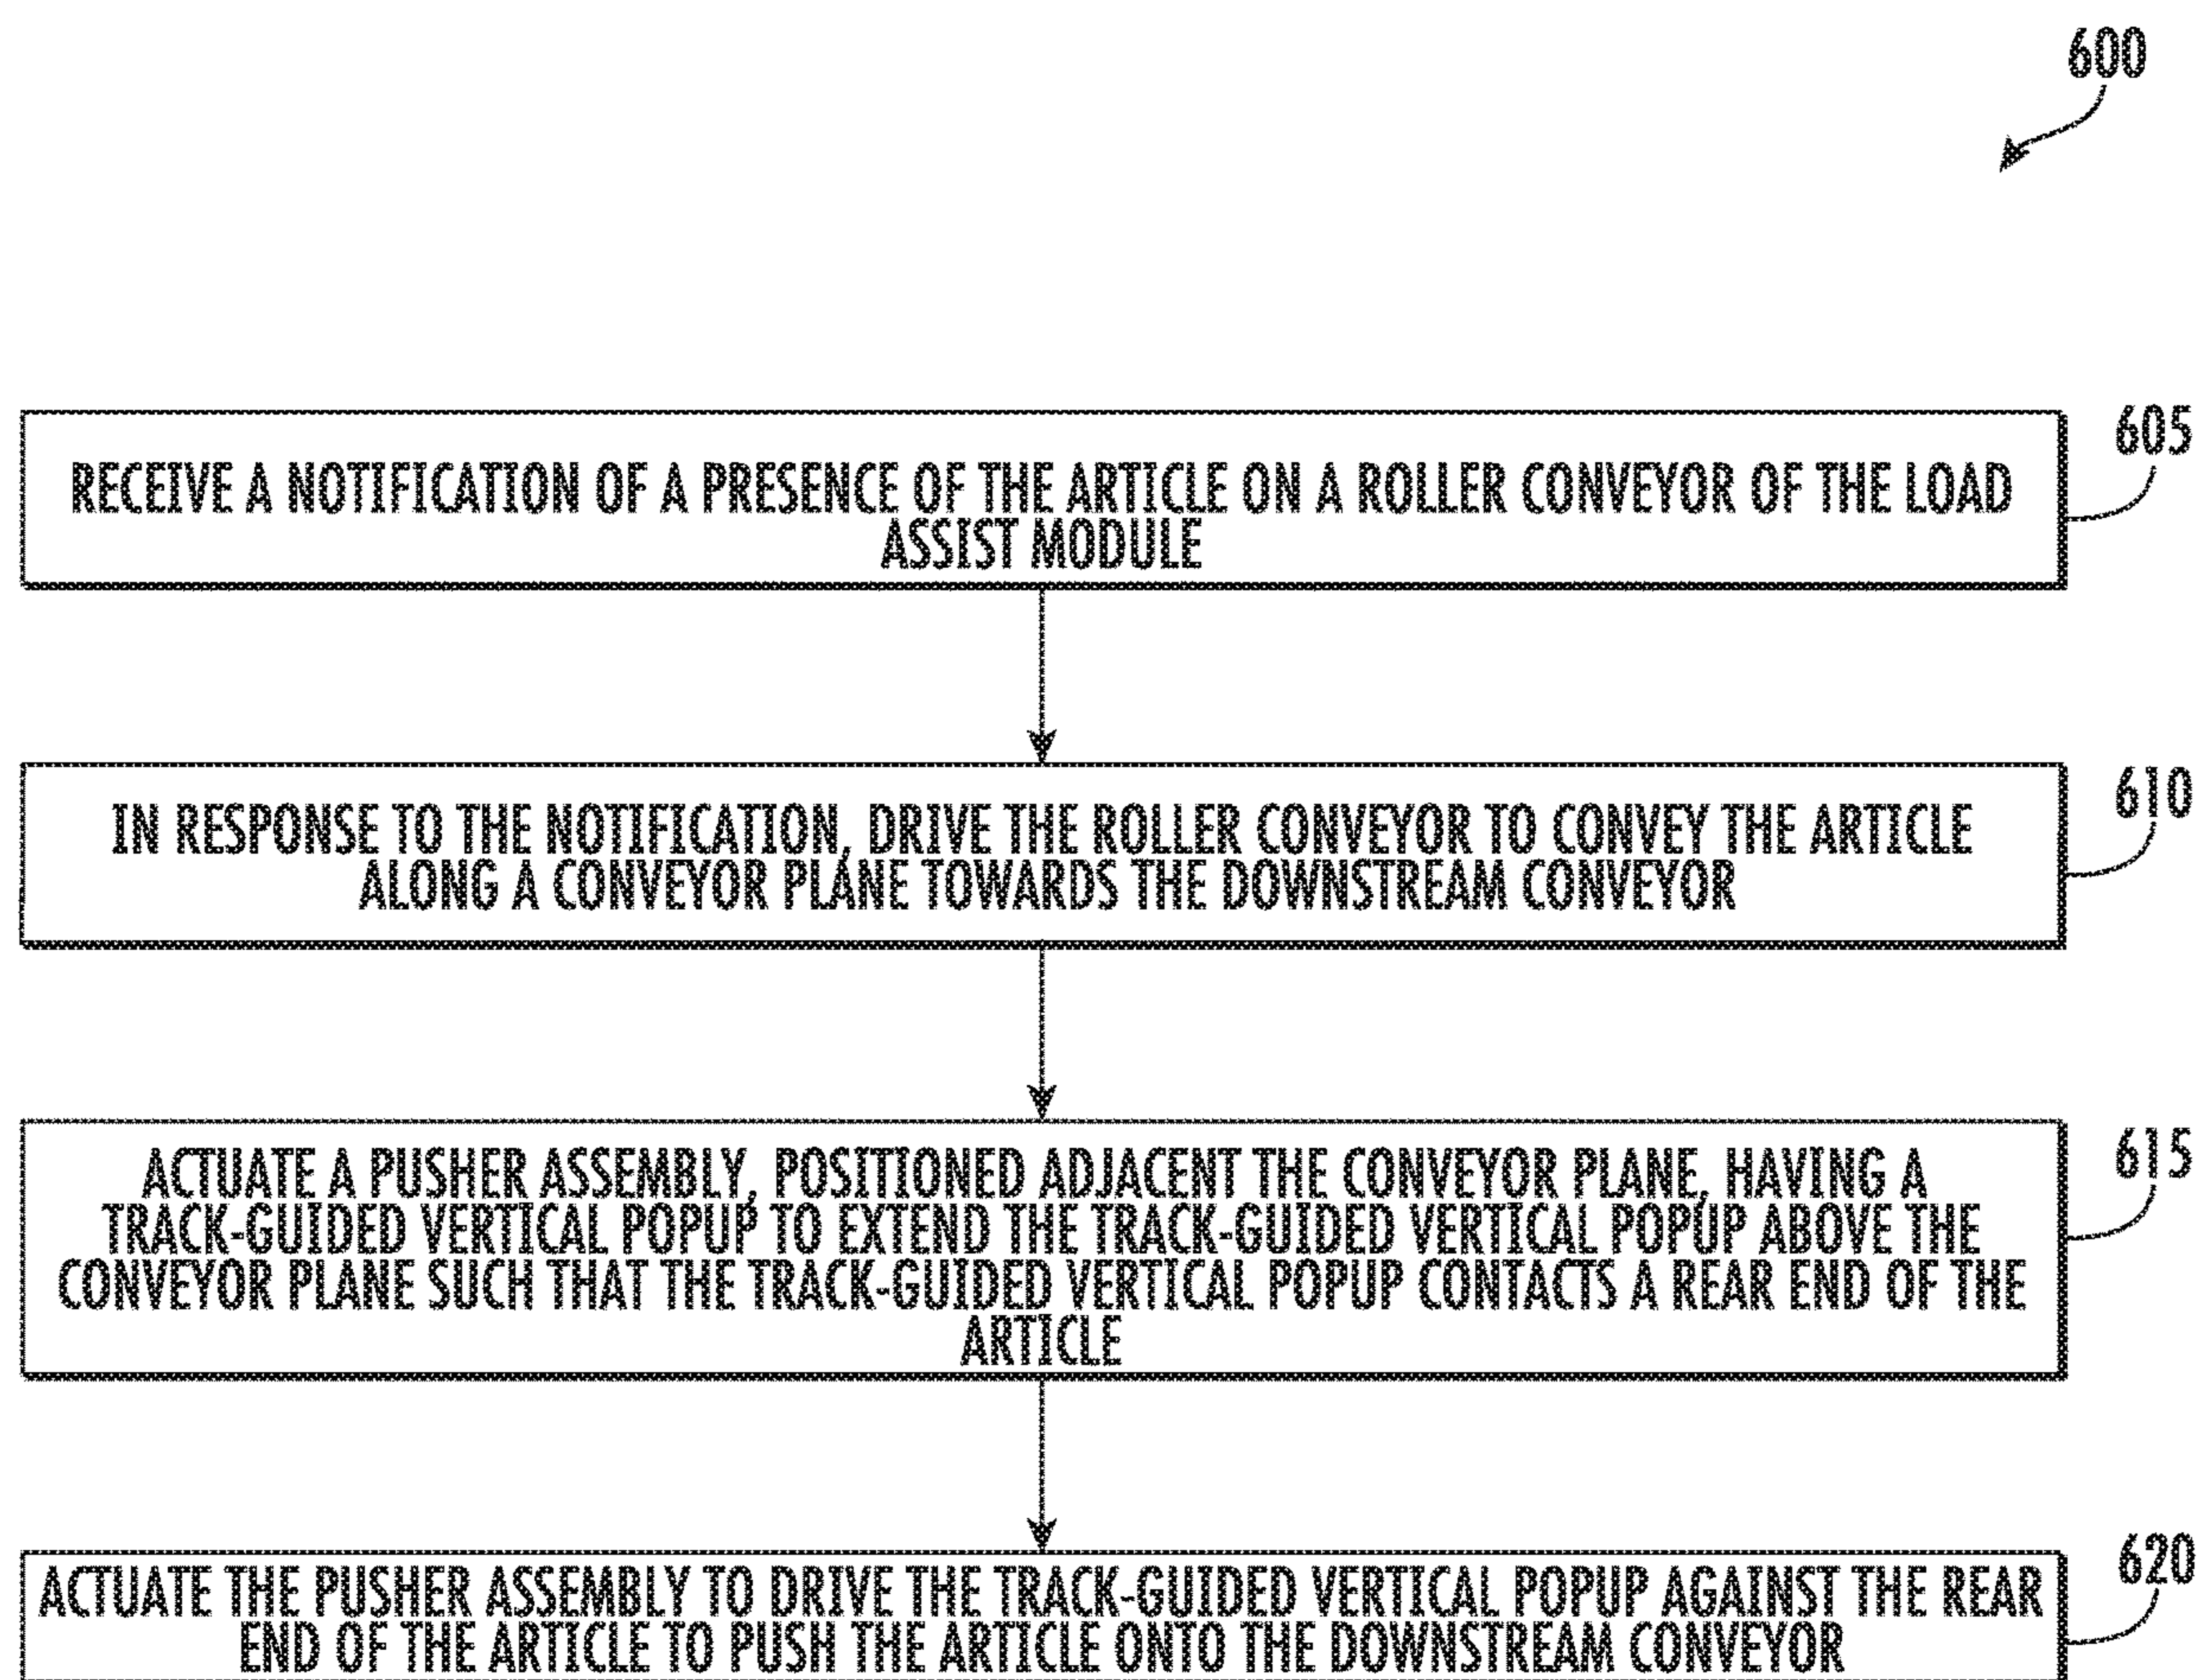 600
605
RECEIVE A NOTIFICATION OF A PRESENCE OF THE ARTICLE ON A ROLLER CONVEYOR OF THE LOAD
ASSIST MODULE
610
IN RESPONSE TO THE NOTIFICATION, DRIVE THE ROLLER CONVEYOR TO CONVEY THE ARTICLE
ALONG A CONVEYOR PLANE TOWARDS THE DOWNSTREAM CONVEYOR
615
ACTUATE A PUSHER ASSEMBLY, POSITIONED ADJACENT THE CONVEYOR PLANE, HAVING A
TRACK-GUIDED VERTICAL POPUP TO EXTEND THE TRACK-GUIDED VERTICAL POPUP ABOVE THE
CONVEYOR PLANE SUCH THAT THE TRACK-GUIDED VERTICAL POPUP CONTACTS A REAR END OF THE
ARTICLE
620
ACTUATE THE PUSHER ASSEMBLY TO DRIVE THE TRACK-GUIDED VERTICAL POPUP AGAINST THE REAR
END OF THE ARTICLE TO PUSH THE ARTICLE ONTO THE DOWNSTREAM CONVEYOR